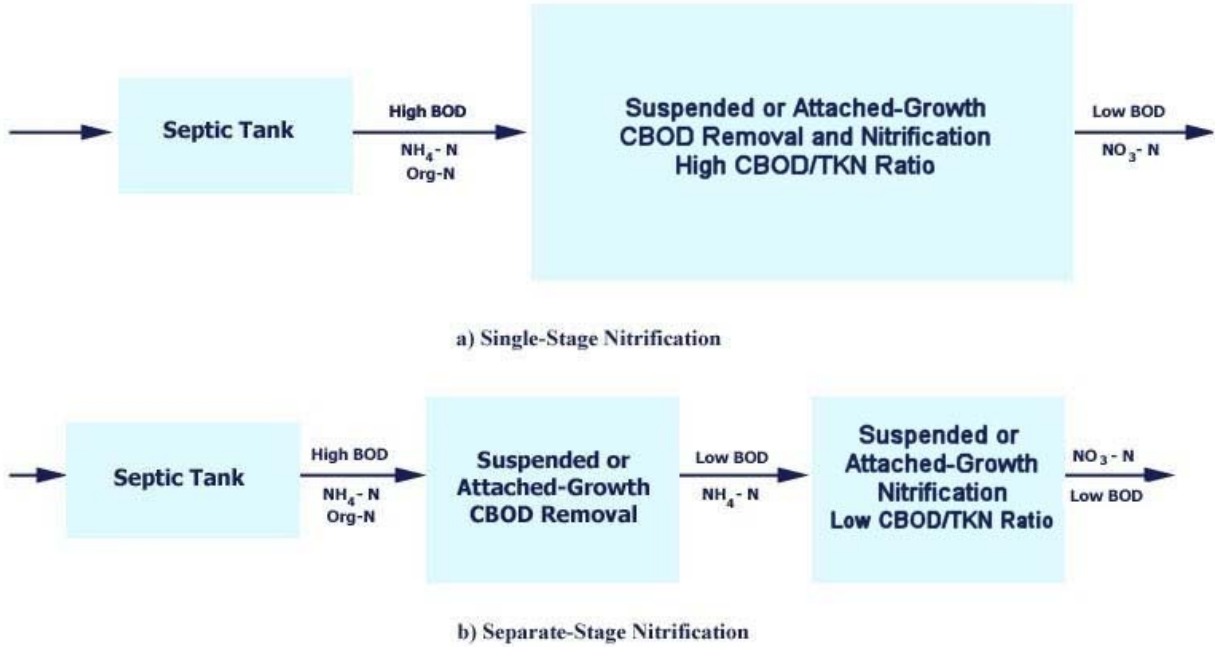 Septic Tank
High BOD
NH4- N
Org-N
Suspended or Attached-Growth
CBOD Removal and Nitrification
High CBOD/TKN Ratio
Low BOD
NO3- N
a) Single-Stage Nitrification
Septic Tank
High BOD
NH4- N
Org-N
Suspended or
Attached-Growth
CBOD Removal
Low BOD
NH4- N
Suspended or
Attached-Growth
Nitrification
Low CBOD/TKN Ratio
NO3- N
Low BOD
b) Separate-Stage Nitrification